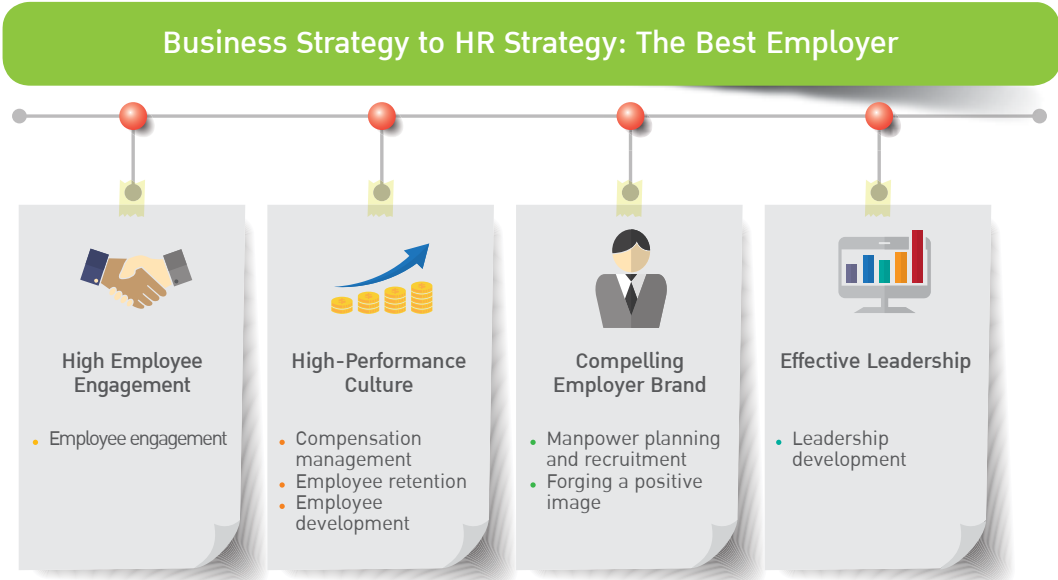 Business Strategy to HR Strategy: The Best Employer
High Employee
Engagement
• Employee engagement
High-Performance
Culture
• Compensation
management
• Employee retention
• Employee
development
Compelling
Employer Brand
• Manpower planning
and recruitment
• Forging a positive
image
Effective Leadership
• Leadership
development